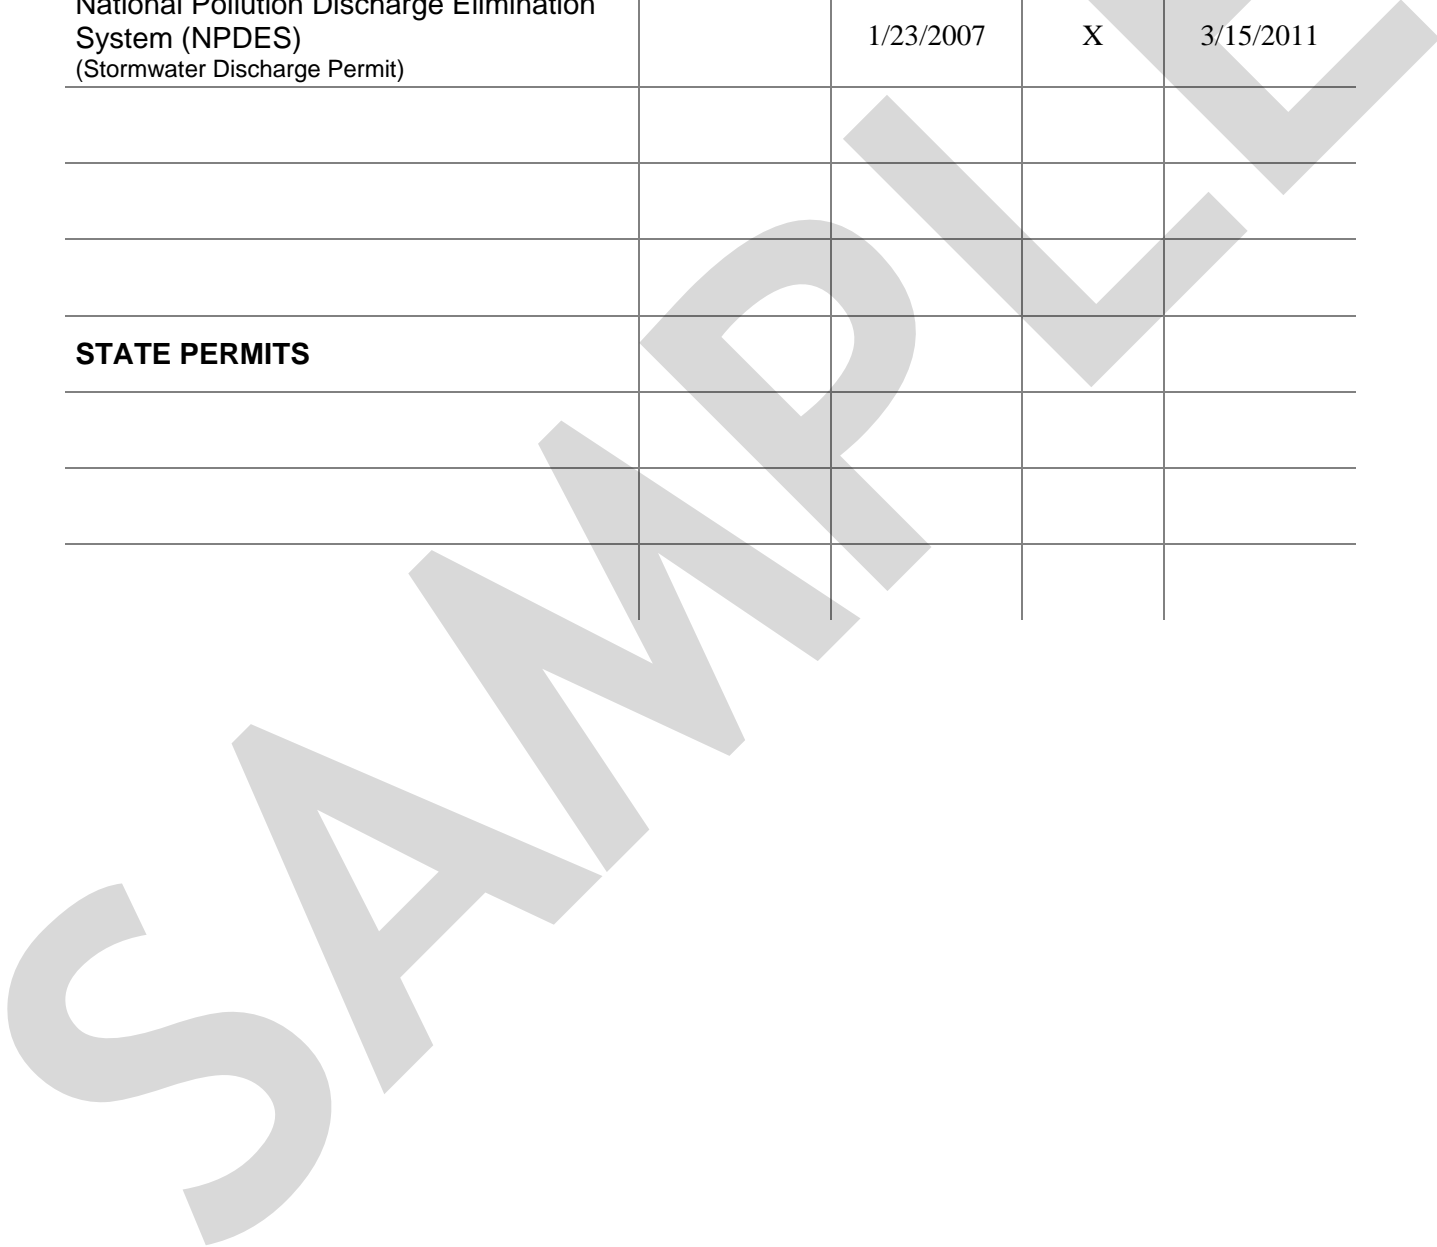 National Pollution Discharge Elimination
System (NPDES) 1/23/2007 X 3/15/2011
(Stormwater Discharge Permit)
STATE PERMITS
SAMPLE